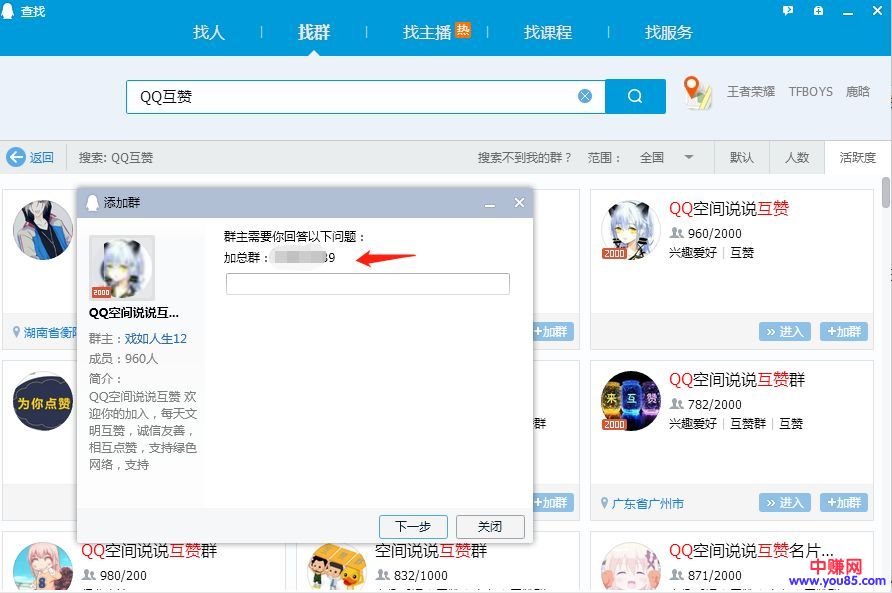 查找
找人
找群
找主播 热
找课程
找服务
QQ互赞
王者荣耀 TFBOYS 鹿晗
返回
搜索: QQ互赞
搜索不到我的群？
范围： 全国
默认
人数
活跃度
添加群
2000
QQ空间说说互...
群主：戏如人生12
成员：960人
简介：
QQ空间说说互赞 欢
迎你的加入，每天文
明互赞，诚信友善，
相互点赞，支持绿色
网络，支持
群主需要你回答以下问题：
加总群：39
下一步
关闭
湖南省衡阳
+加群
QQ空间说说互赞
960/2000
兴趣爱好 | 互赞
2000
» 进入
+加群
为你点赞
群
+加群
QQ空间说说互赞群
782/2000
兴趣爱好 | 互赞群 | 互赞
来互赞
2000
广东省广州市
» 进入
+加群
QQ空间说说互赞群
980/200
空间说说互赞群
832/1000
QQ空间说说互赞名片...
871/2000
中赚网
www.you85.com